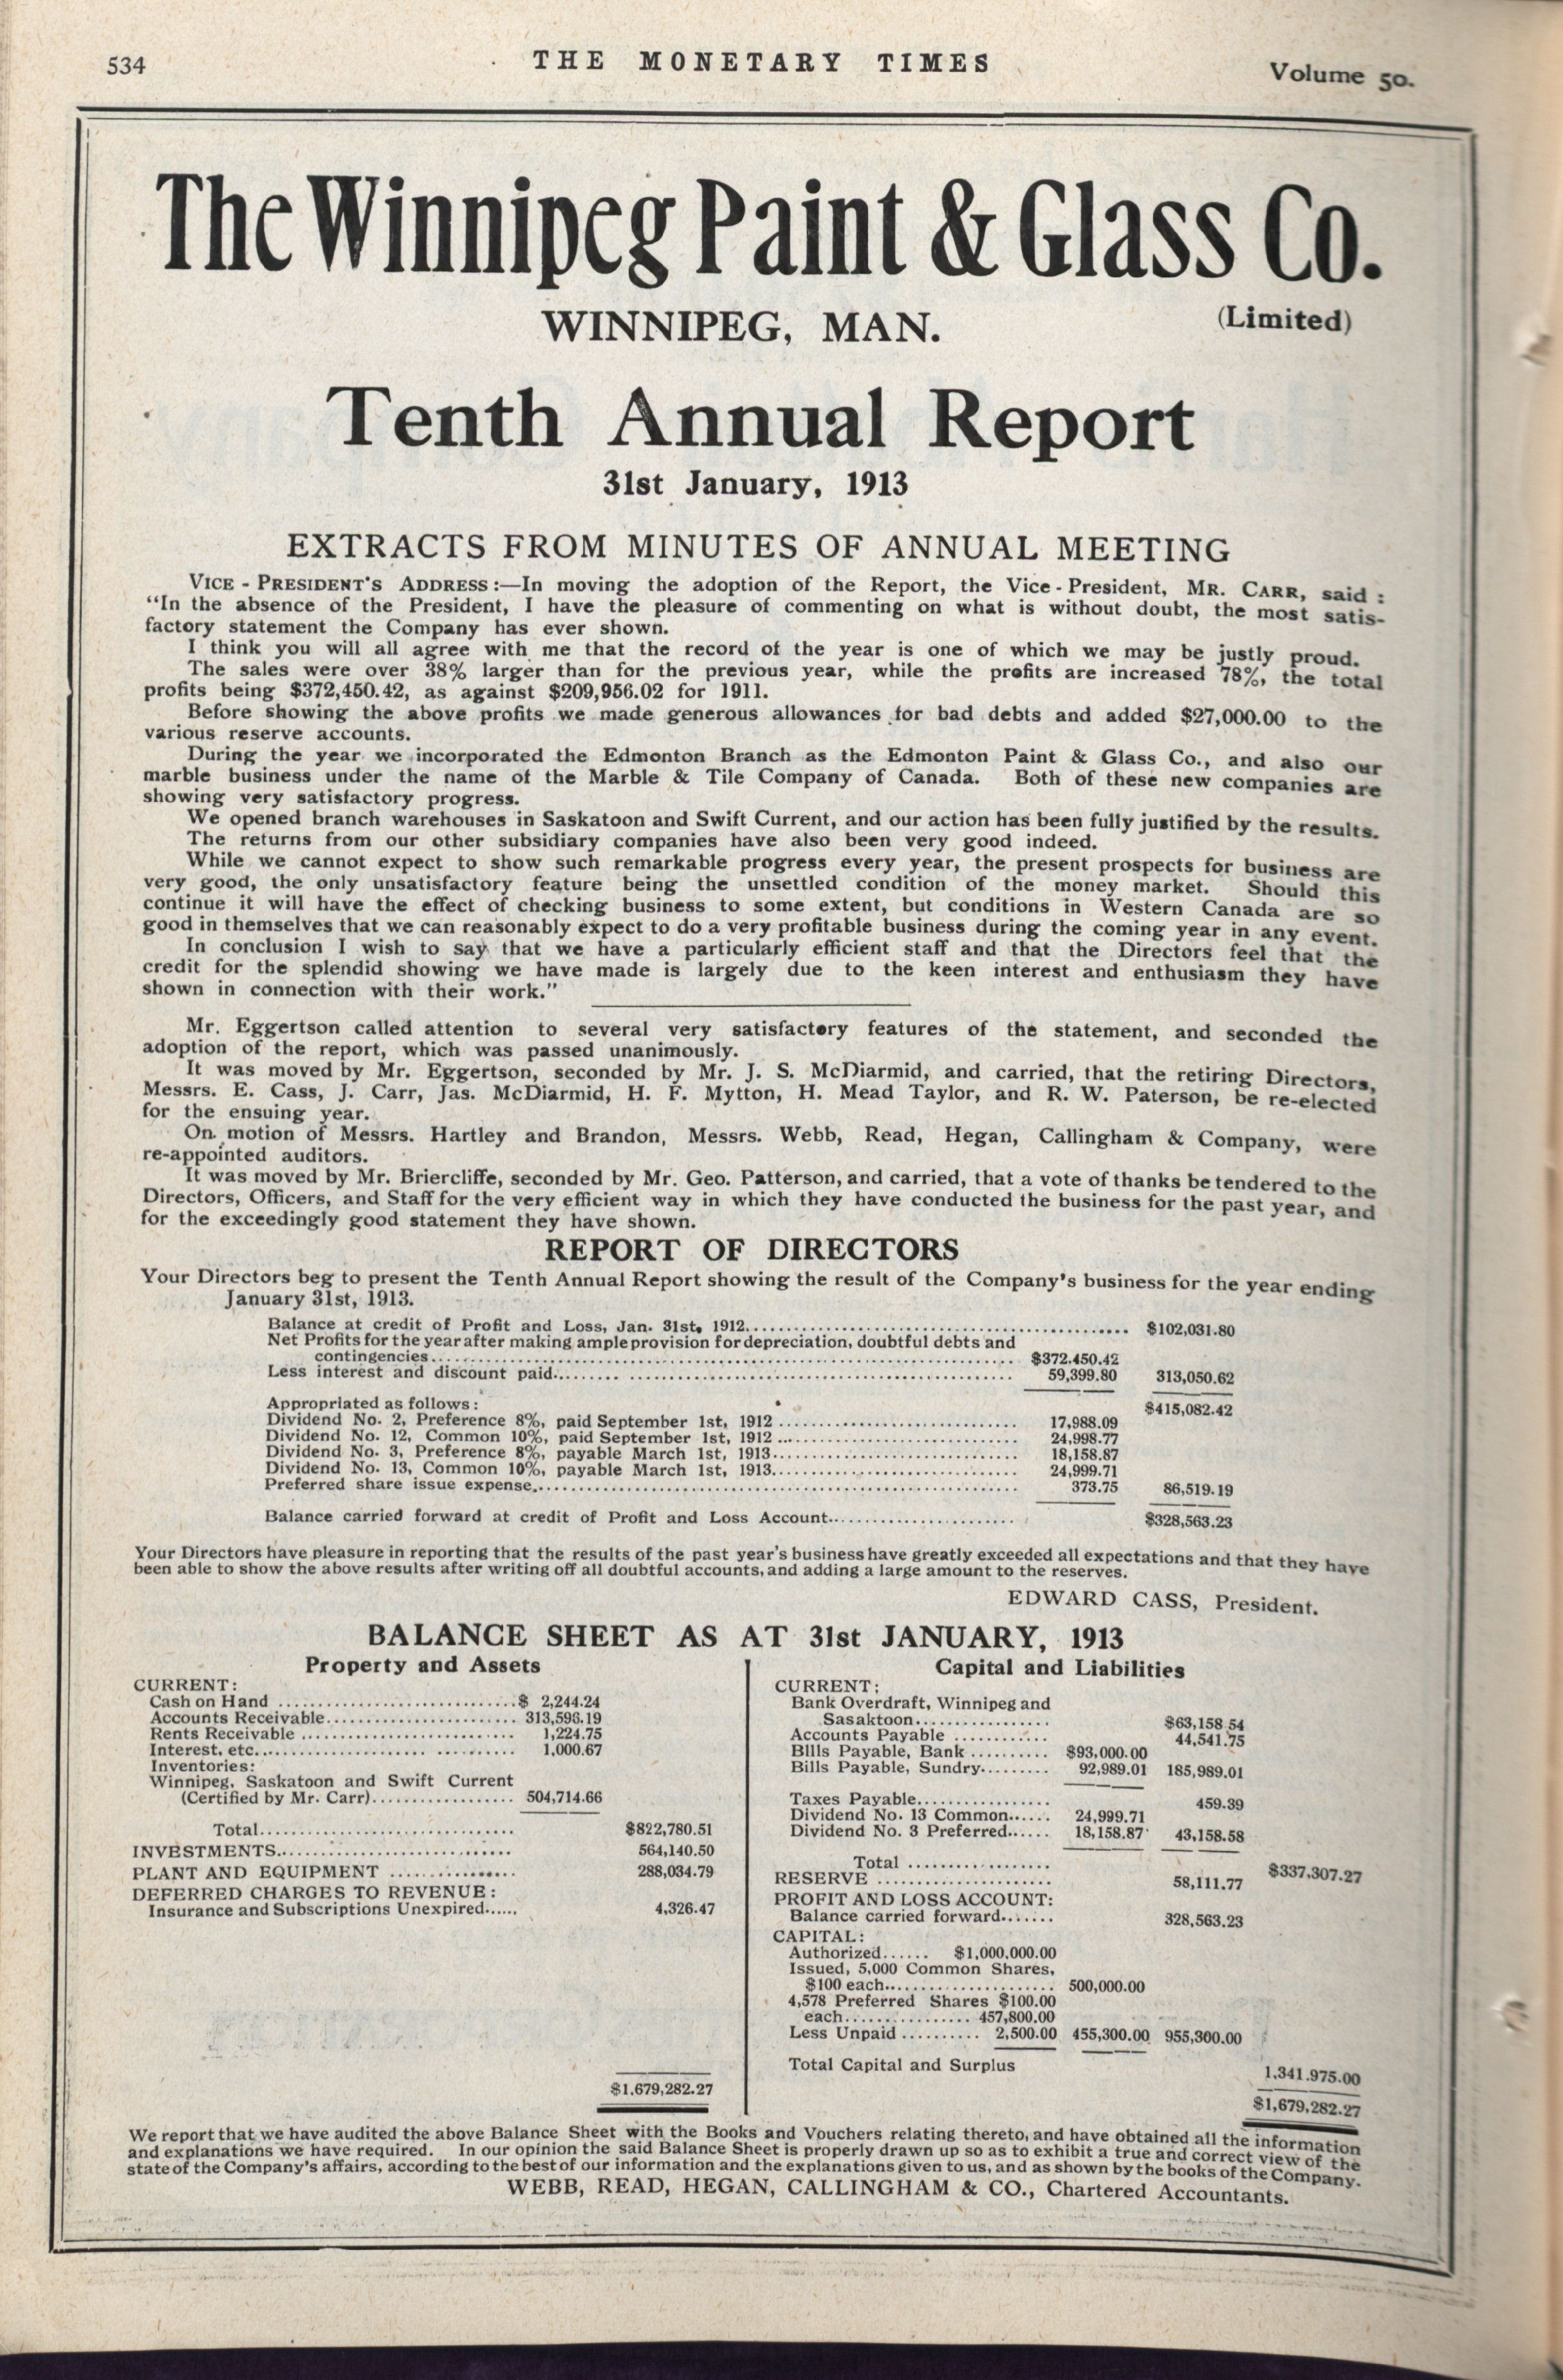 534
THE MONETARY TIMES
Volume 50.
The Winnipeg Paint & Glass Co.
(Limited)
WINNIPEG, MAN.
Tenth Annual Report
31st January, 1913
EXTRACTS FROM MINUTES OF ANNUAL MEETING
VICE-PRESIDENT'S ADDRESS:—In moving the adoption of the Report, the Vice-President, MR. CARR, said:
"In the absence of the President, I have the pleasure of commenting on what is without doubt, the most satis-
factory statement the Company has ever shown.
I think you will all agree with me that the record of the year is one of which we may be justly proud.
The sales were over 38% larger than for the previous year, while the profits are increased 78%, the total
profits being $372,450.42, as against $209,956.02 for 1911.
Before showing the above profits we made generous allowances for bad debts and added $27,000.00 to the
various reserve accounts.
During the year we incorporated the Edmonton Branch as the Edmonton Paint & Glass Co., and also our
marble business under the name of the Marble & Tile Company of Canada. Both of these new companies are
showing very satisfactory progress.
We opened branch warehouses in Saskatoon and Swift Current, and our action has been fully justified by the results.
The returns from our other subsidiary companies have also been very good indeed.
While we cannot expect to show such remarkable progress every year, the present prospects for business are
very good, the only unsatisfactory feature being the unsettled condition of the money market. Should this
continue it will have the effect of checking business to some extent, but conditions in Western Canada are so
good in themselves that we can reasonably expect to do a very profitable business during the coming year in any event.
In conclusion I wish to say that we have a particularly efficient staff and that the Directors feel that the
credit for the splendid showing we have made is largely due to the keen interest and enthusiasm they have
shown in connection with their work."
Mr. Eggertson called attention to several very satisfactory features of the statement, and seconded the
adoption of the report, which was passed unanimously.
It was moved by Mr. Eggertson, seconded by Mr. J. S. McDiarmid, and carried, that the retiring Directors,
Messrs. E. Cass, J. Carr, Jas. McDiarmid, H. F. Mytton, H. Mead Taylor, and R. W. Paterson, be re-elected
for the ensuing year.
On motion of Messrs. Hartley and Brandon, Messrs. Webb, Read, Hegan, Callingham & Company, were
re-appointed auditors.
It was moved by Mr. Briercliffe, seconded by Mr. Geo. Patterson, and carried, that a vote of thanks be tendered to the
Directors, Officers, and Staff for the very efficient way in which they have conducted the business for the past year, and
for the exceedingly good statement they have shown.
REPORT OF DIRECTORS
Your Directors beg to present the Tenth Annual Report showing the result of the Company's business for the year ending
January 31st, 1913.
Balance at credit of Profit and Loss, Jan. 31st, 1912 $102,031.80
Net Profits for the year after making ample provision for depreciation, doubtful debts and
contingencies $372.450.42
Less interest and discount paid 59,399.80 313,050.62
$415,082.42
Appropriated as follows:
Dividend No. 2, Preference 8%, paid September 1st, 1912 17,988.09
Dividend No. 12, Common 10%, paid September 1st, 1912 24,998.77
Dividend No. 3, Preference 8%, payable March 1st, 1913 18,158.87
Dividend No. 13, Common 10%, payable March 1st, 1913 24,999.71
Preferred share issue expense 373.75 86,519.19
Balance carried forward at credit of Profit and Loss Account $328,563.23
Your Directors have pleasure in reporting that the results of the past year's business have greatly exceeded all expectations and that they have
been able to show the above results after writing off all doubtful accounts, and adding a large amount to the reserves.
EDWARD CASS, President.
BALANCE SHEET AS AT 31st JANUARY, 1913
Property and Assets
CURRENT:
Cash on Hand $ 2,244.24
Accounts Receivable 313,596.19
Rents Receivable 1,224.75
Interest, etc. 1,000.67
Inventories:
Winnipeg, Saskatoon and Swift Current
(Certified by Mr. Carr) 504,714.66
Total $822,780.51
INVESTMENTS 564,140.50
PLANT AND EQUIPMENT 288,034.79
DEFERRED CHARGES TO REVENUE:
Insurance and Subscriptions Unexpired 4,326.47
$1,679,282.27
Capital and Liabilities
CURRENT:
Bank Overdraft, Winnipeg and
Sasaktoon $63,158.54
Accounts Payable 44,541.75
Bills Payable, Bank $93,000.00
Bills Payable, Sundry 92,989.01 185,989.01
Taxes Payable 459.39
Dividend No. 13 Common 24,999.71
Dividend No. 3 Preferred 18,158.87 43,158.58
Total $337,307.27
RESERVE 58,111.77
PROFIT AND LOSS ACCOUNT:
Balance carried forward 328,563.23
CAPITAL:
Authorized $1,000,000.00
Issued, 5,000 Common Shares,
$100 each 500,000.00
4,578 Preferred Shares $100.00
each 457,800.00
Less Unpaid 2,500.00 455,300.00 955,300.00
Total Capital and Surplus 1,341.975.00
$1,679,282.27
We report that we have audited the above Balance Sheet with the Books and Vouchers relating thereto, and have obtained all the information
and explanations we have required. In our opinion the said Balance Sheet is properly drawn up so as to exhibit a true and correct view of the
state of the Company's affairs, according to the best of our information and the explanations given to us, and as shown by the books of the Company.
WEBB, READ, HEGAN, CALLINGHAM & CO., Chartered Accountants.